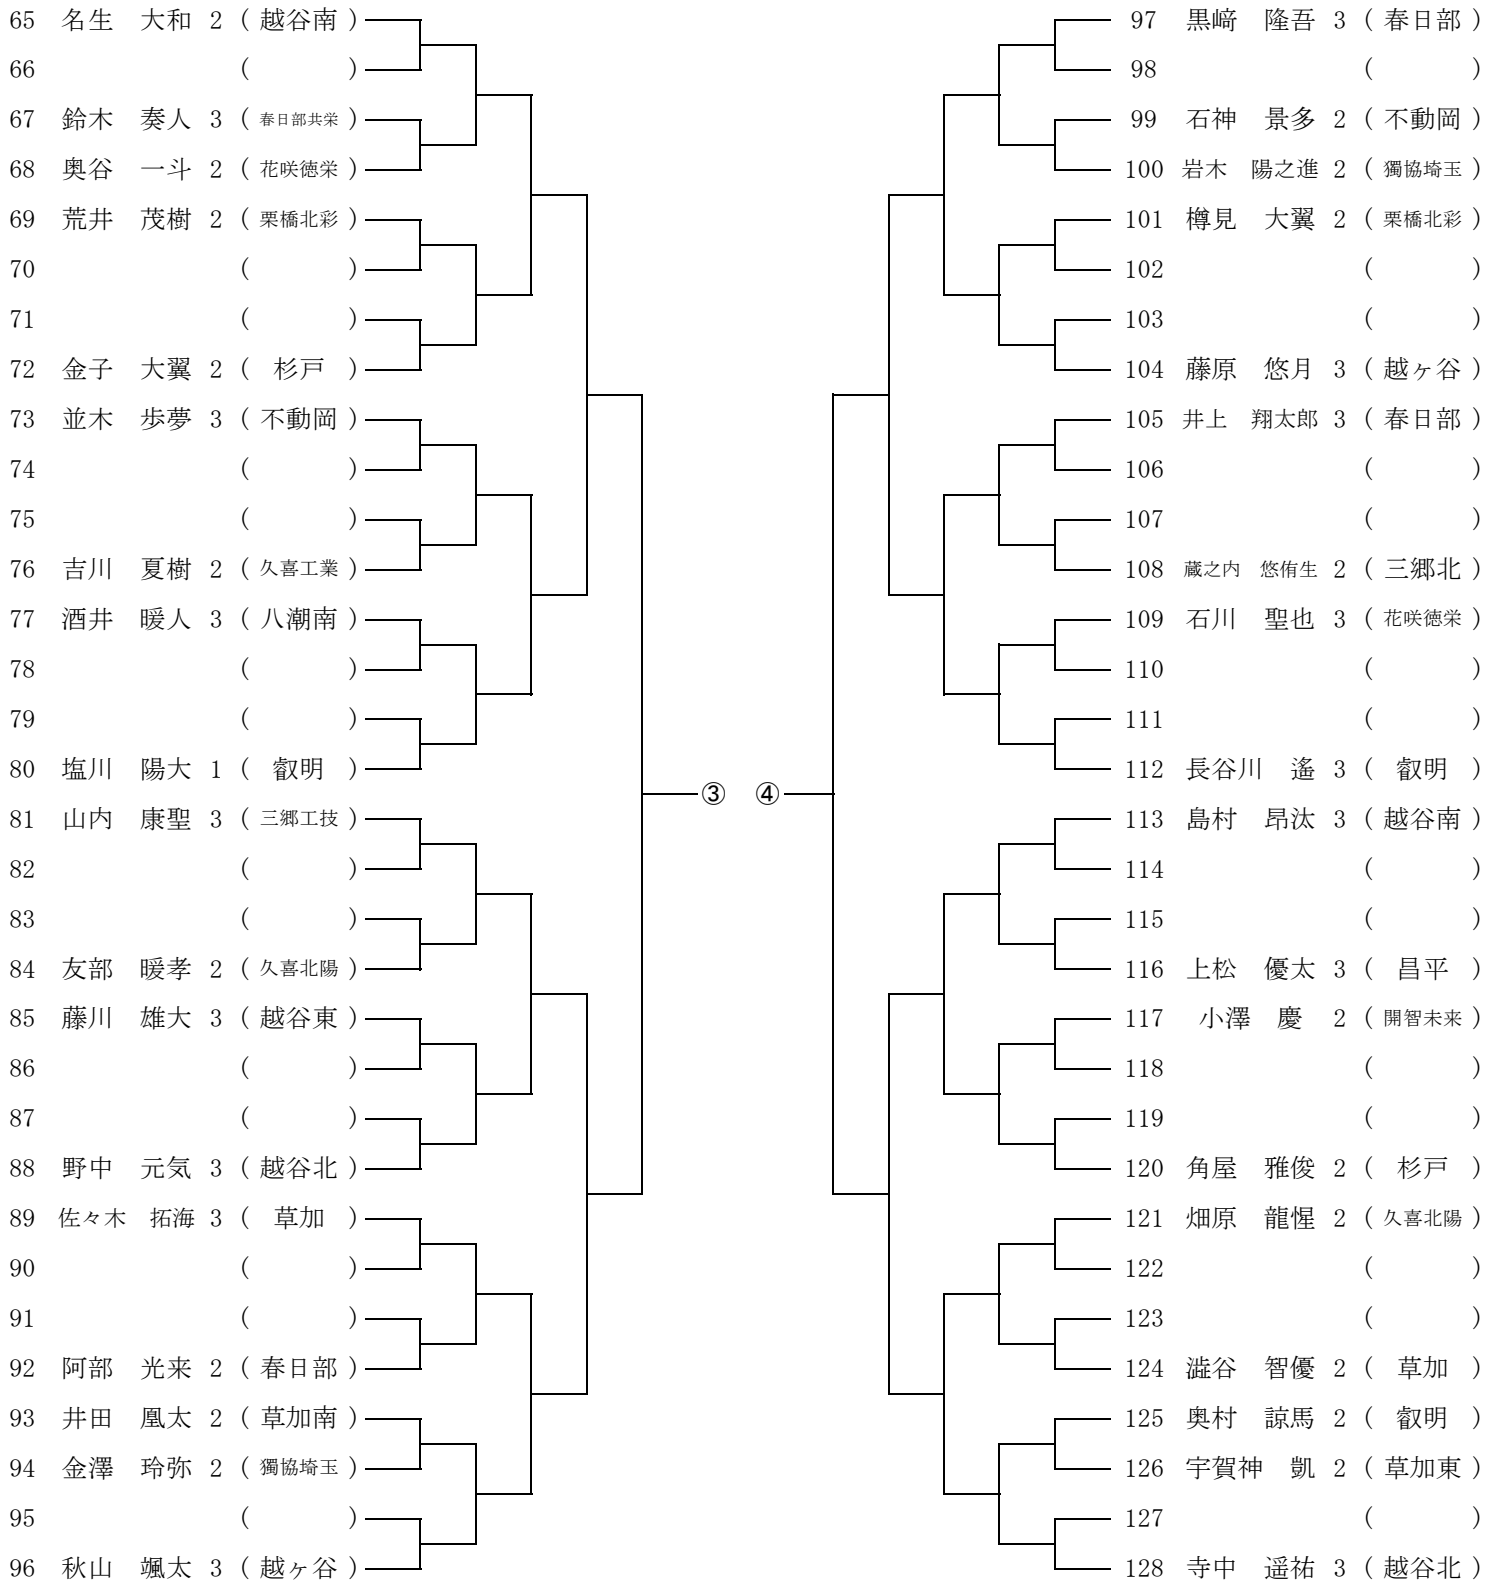 65 名生 大和 2 ( 越谷南 )
66 ( )
67 鈴木 奏人 3 ( 春日部共栄 )
68 奥谷 一斗 2 ( 花咲徳栄 )
69 荒井 茂樹 2 ( 栗橋北彩 )
70 ( )
71 ( )
72 金子 大翼 2 ( 杉戸 )
73 並木 歩夢 3 ( 不動岡 )
74 ( )
75 ( )
76 吉川 夏樹 2 ( 久喜工業 )
77 酒井 暖人 3 ( 八潮南 )
78 ( )
79 ( )
80 塩川 陽大 1 ( 叡明 )
81 山内 康聖 3 ( 三郷工技 )
82 ( )
83 ( )
84 友部 暖孝 2 ( 久喜北陽 )
85 藤川 雄大 3 ( 越谷東 )
86 ( )
87 ( )
88 野中 元気 3 ( 越谷北 )
89 佐々木 拓海 3 ( 草加 )
90 ( )
91 ( )
92 阿部 光来 2 ( 春日部 )
93 井田 凰太 2 ( 草加南 )
94 金澤 玲弥 2 ( 獨協埼玉 )
95 ( )
96 秋山 颯太 3 ( 越ヶ谷 )
③ ④
97 黒﨑 隆吾 3 ( 春日部 )
98 ( )
99 石神 景多 2 ( 不動岡 )
100 岩木 陽之進 2 ( 獨協埼玉 )
101 樽見 大翼 2 ( 栗橋北彩 )
102 ( )
103 ( )
104 藤原 悠月 3 ( 越ヶ谷 )
105 井上 翔太郎 3 ( 春日部 )
106 ( )
107 ( )
108 蔵之内 悠侑生 2 ( 三郷北 )
109 石川 聖也 3 ( 花咲徳栄 )
110 ( )
111 ( )
112 長谷川 遙 3 ( 叡明 )
113 島村 昂汰 3 ( 越谷南 )
114 ( )
115 ( )
116 上松 優太 3 ( 昌平 )
117 小澤 慶 2 ( 開智未来 )
118 ( )
119 ( )
120 角屋 雅俊 2 ( 杉戸 )
121 畑原 龍惺 2 ( 久喜北陽 )
122 ( )
123 ( )
124 澁谷 智優 2 ( 草加 )
125 奥村 諒馬 2 ( 叡明 )
126 宇賀神 凱 2 ( 草加東 )
127 ( )
128 寺中 遥祐 3 ( 越谷北 )